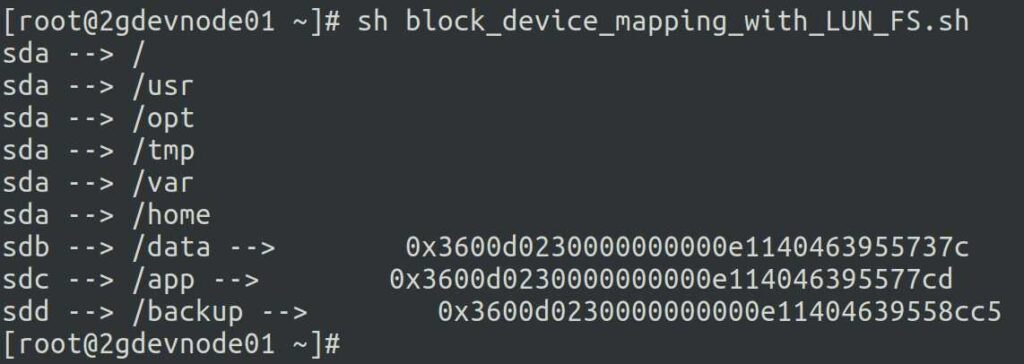 [root@2gdevnode01 ~]# sh block_device_mapping_with_LUN_FS.sh
sda --> /
sda --> /usr
sda --> /opt
sda --> /tmp
sda --> /var
sda --> /home
sdb --> /data --> 0x3600d0230000000000e1140463955737c
sdc --> /app --> 0x3600d0230000000000e114046395577cd
sdd --> /backup --> 0x3600d0230000000000e11404639558cc5
[root@2gdevnode01 ~]#